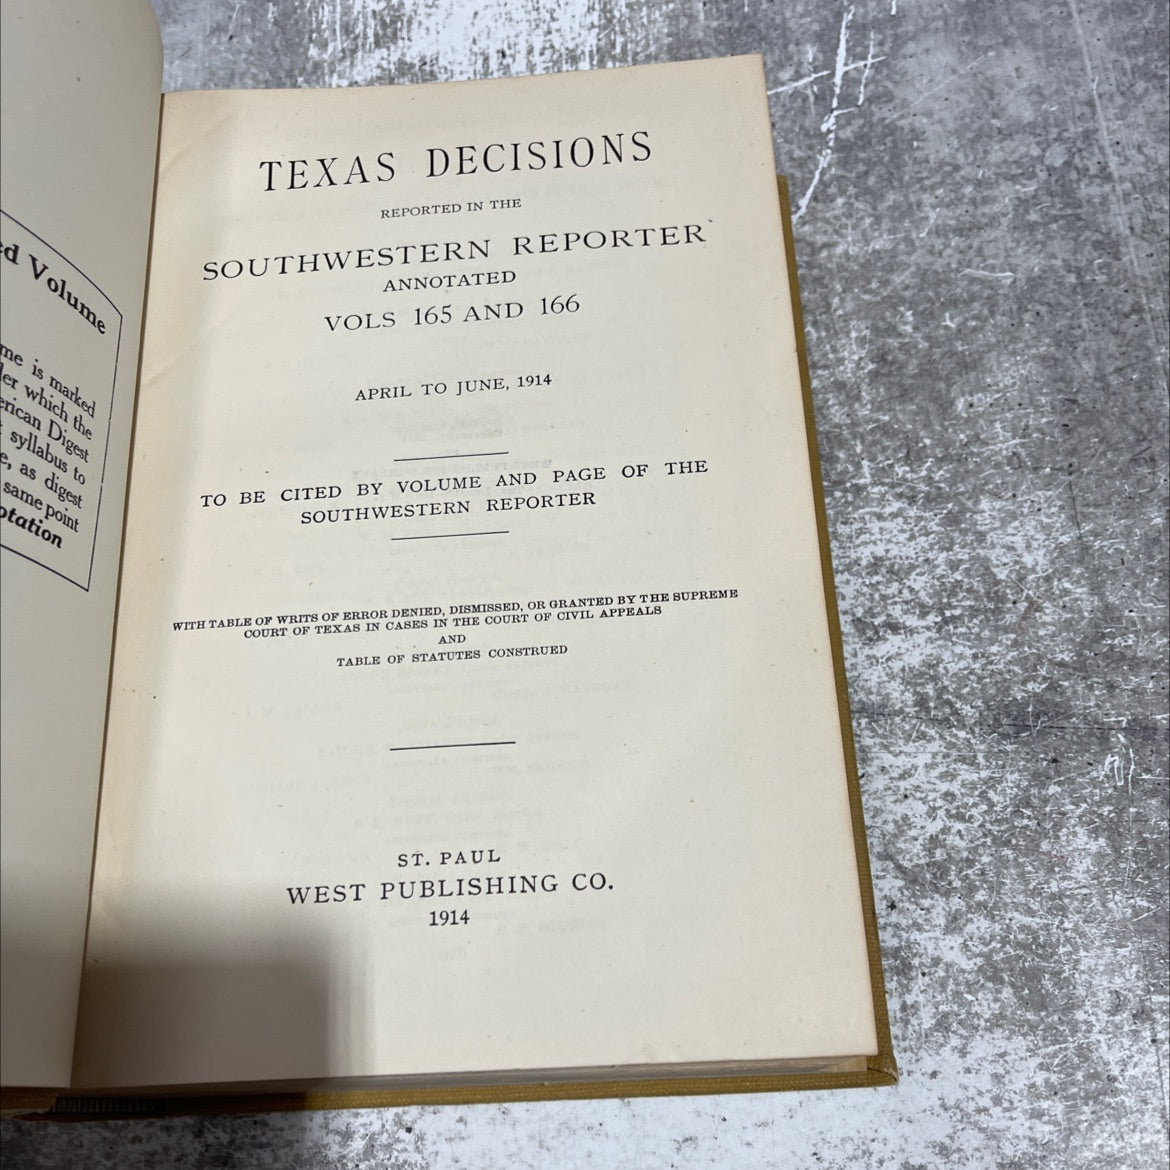 ed Volume
me is marked
which the
erican Digest
syllabus to
e, as digest
same point
otation
TEXAS DECISIONS
REPORTED IN THE
SOUTHWESTERN REPORTER
ANNOTATED
VOLS 165 AND 166
APRIL TO JUNE, 1914
TO BE CITED BY VOLUME AND PAGE OF THE
SOUTHWESTERN REPORTER
WITH TABLE OF WRITS OF ERROR DENIED, DISMISSED, OR GRANTED BY THE SUPREME
COURT OF TEXAS IN CASES IN THE COURT OF CIVIL APPEALS
AND
TABLE OF STATUTES CONSTRUED
ST. PAUL
WEST PUBLISHING CO.
1914